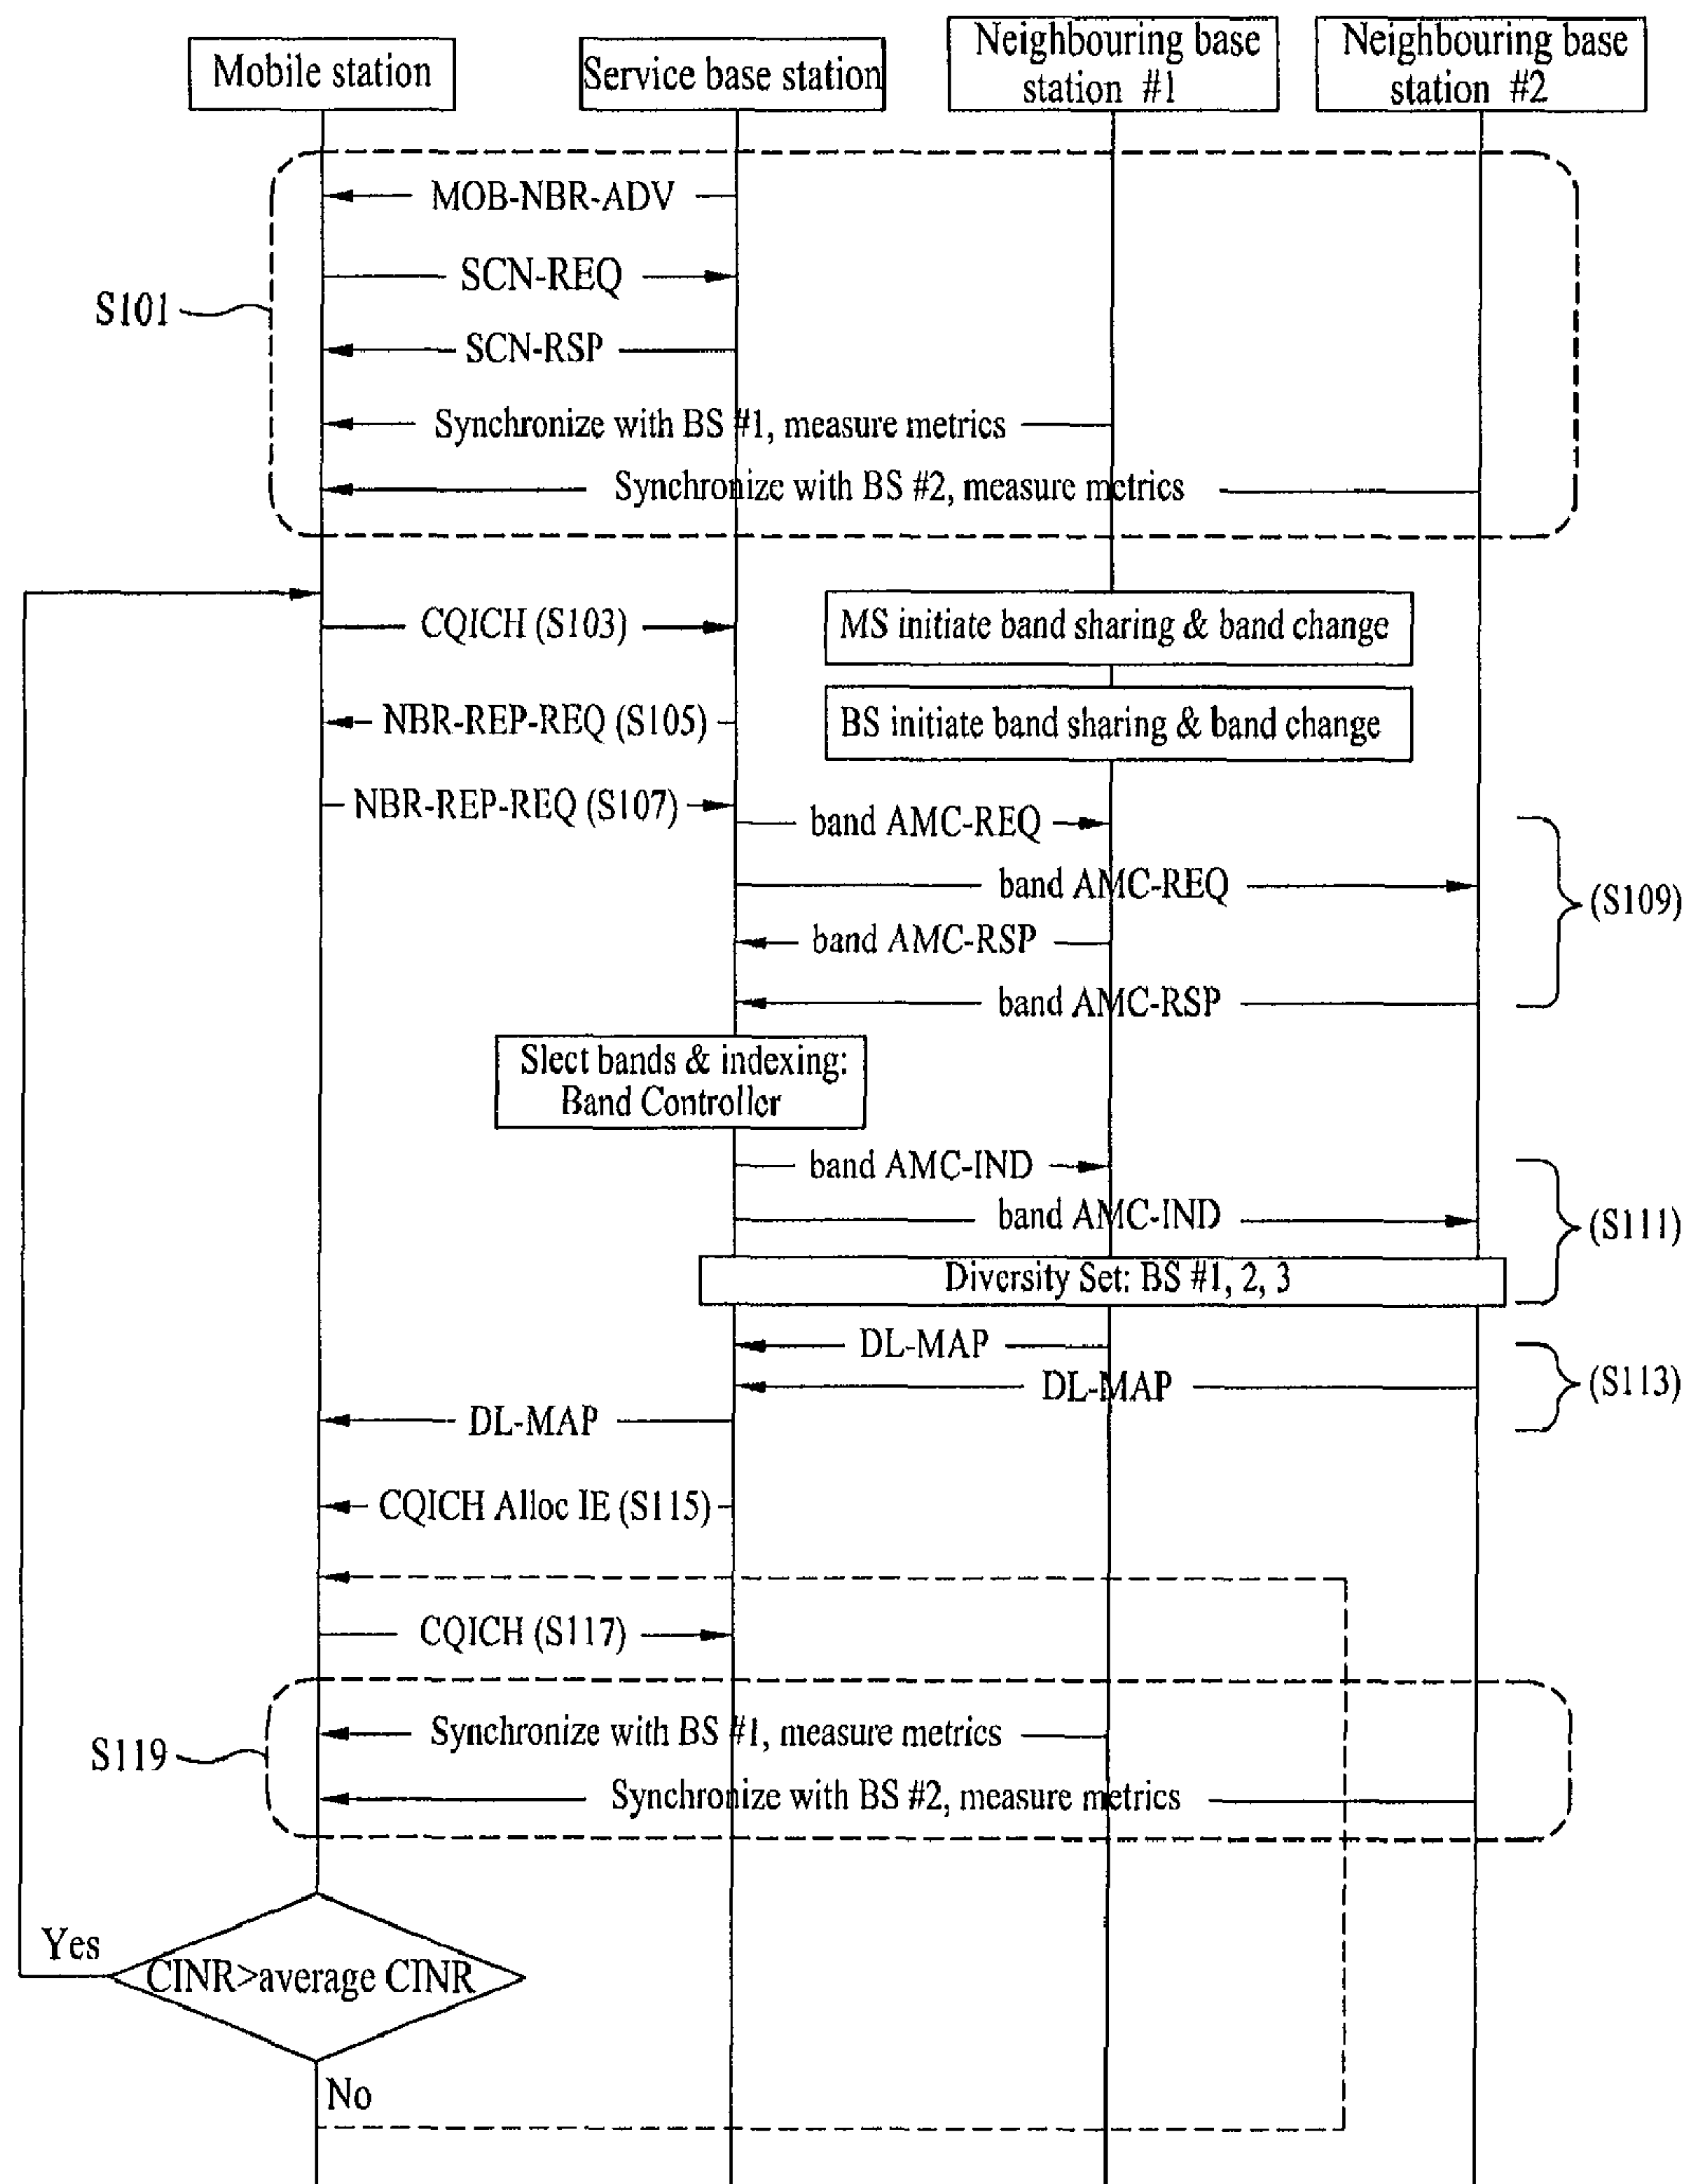 Mobile station
Service base station
Neighbouring base
station #1
Neighbouring base
station #2
MOB-NBR-ADV
SCN-REQ
S101
SCN-RSP
Synchronize with BS #1, measure metrics
Synchronize with BS #2, measure metrics
CQICH (S103)
MS initiate band sharing & band change
NBR-REP-REQ (S105)
BS initiate band sharing & band change
NBR-REP-REQ (S107)
band AMC-REQ
band AMC-REQ
(S109)
band AMC-RSP
band AMC-RSP
Slect bands & indexing:
Band Controller
band AMC-IND
band AMC-IND
(S111)
Diversity Set: BS #1, 2, 3
DL-MAP
DL-MAP
(S113)
DL-MAP
CQICH Alloc IE (S115)
CQICH (S117)
Synchronize with BS #1, measure metrics
S119
Synchronize with BS #2, measure metrics
Yes
CINR>average CINR
No